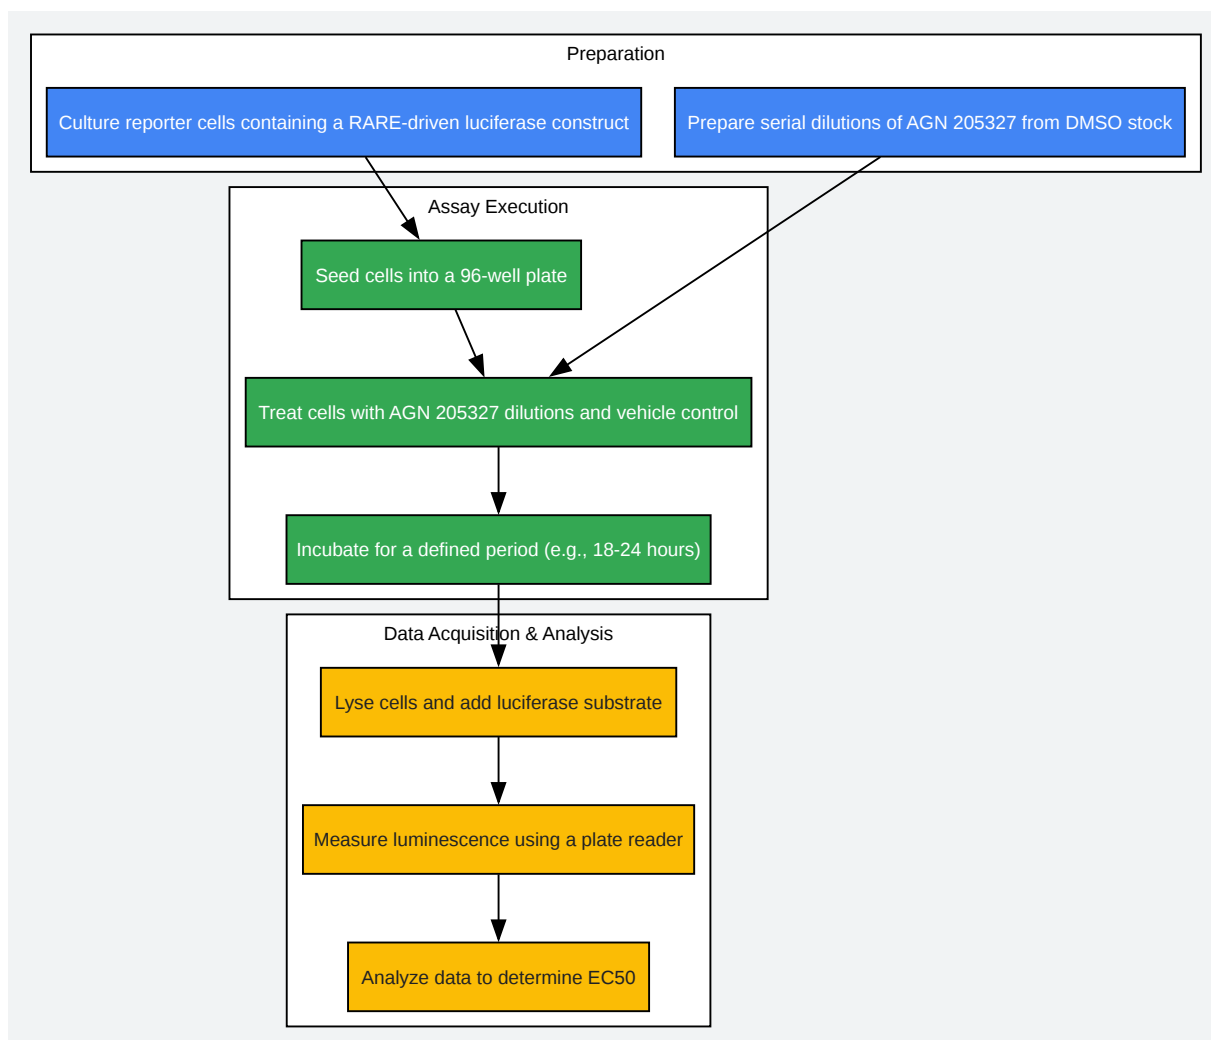 Preparation
Culture reporter cells containing a RARE-driven luciferase construct
Prepare serial dilutions of AGN 205327 from DMSO stock
Assay Execution
Seed cells into a 96-well plate
Treat cells with AGN 205327 dilutions and vehicle control
Incubate for a defined period (e.g., 18-24 hours)
Data Acquisition & Analysis
Lyse cells and add luciferase substrate
Measure luminescence using a plate reader
Analyze data to determine EC50